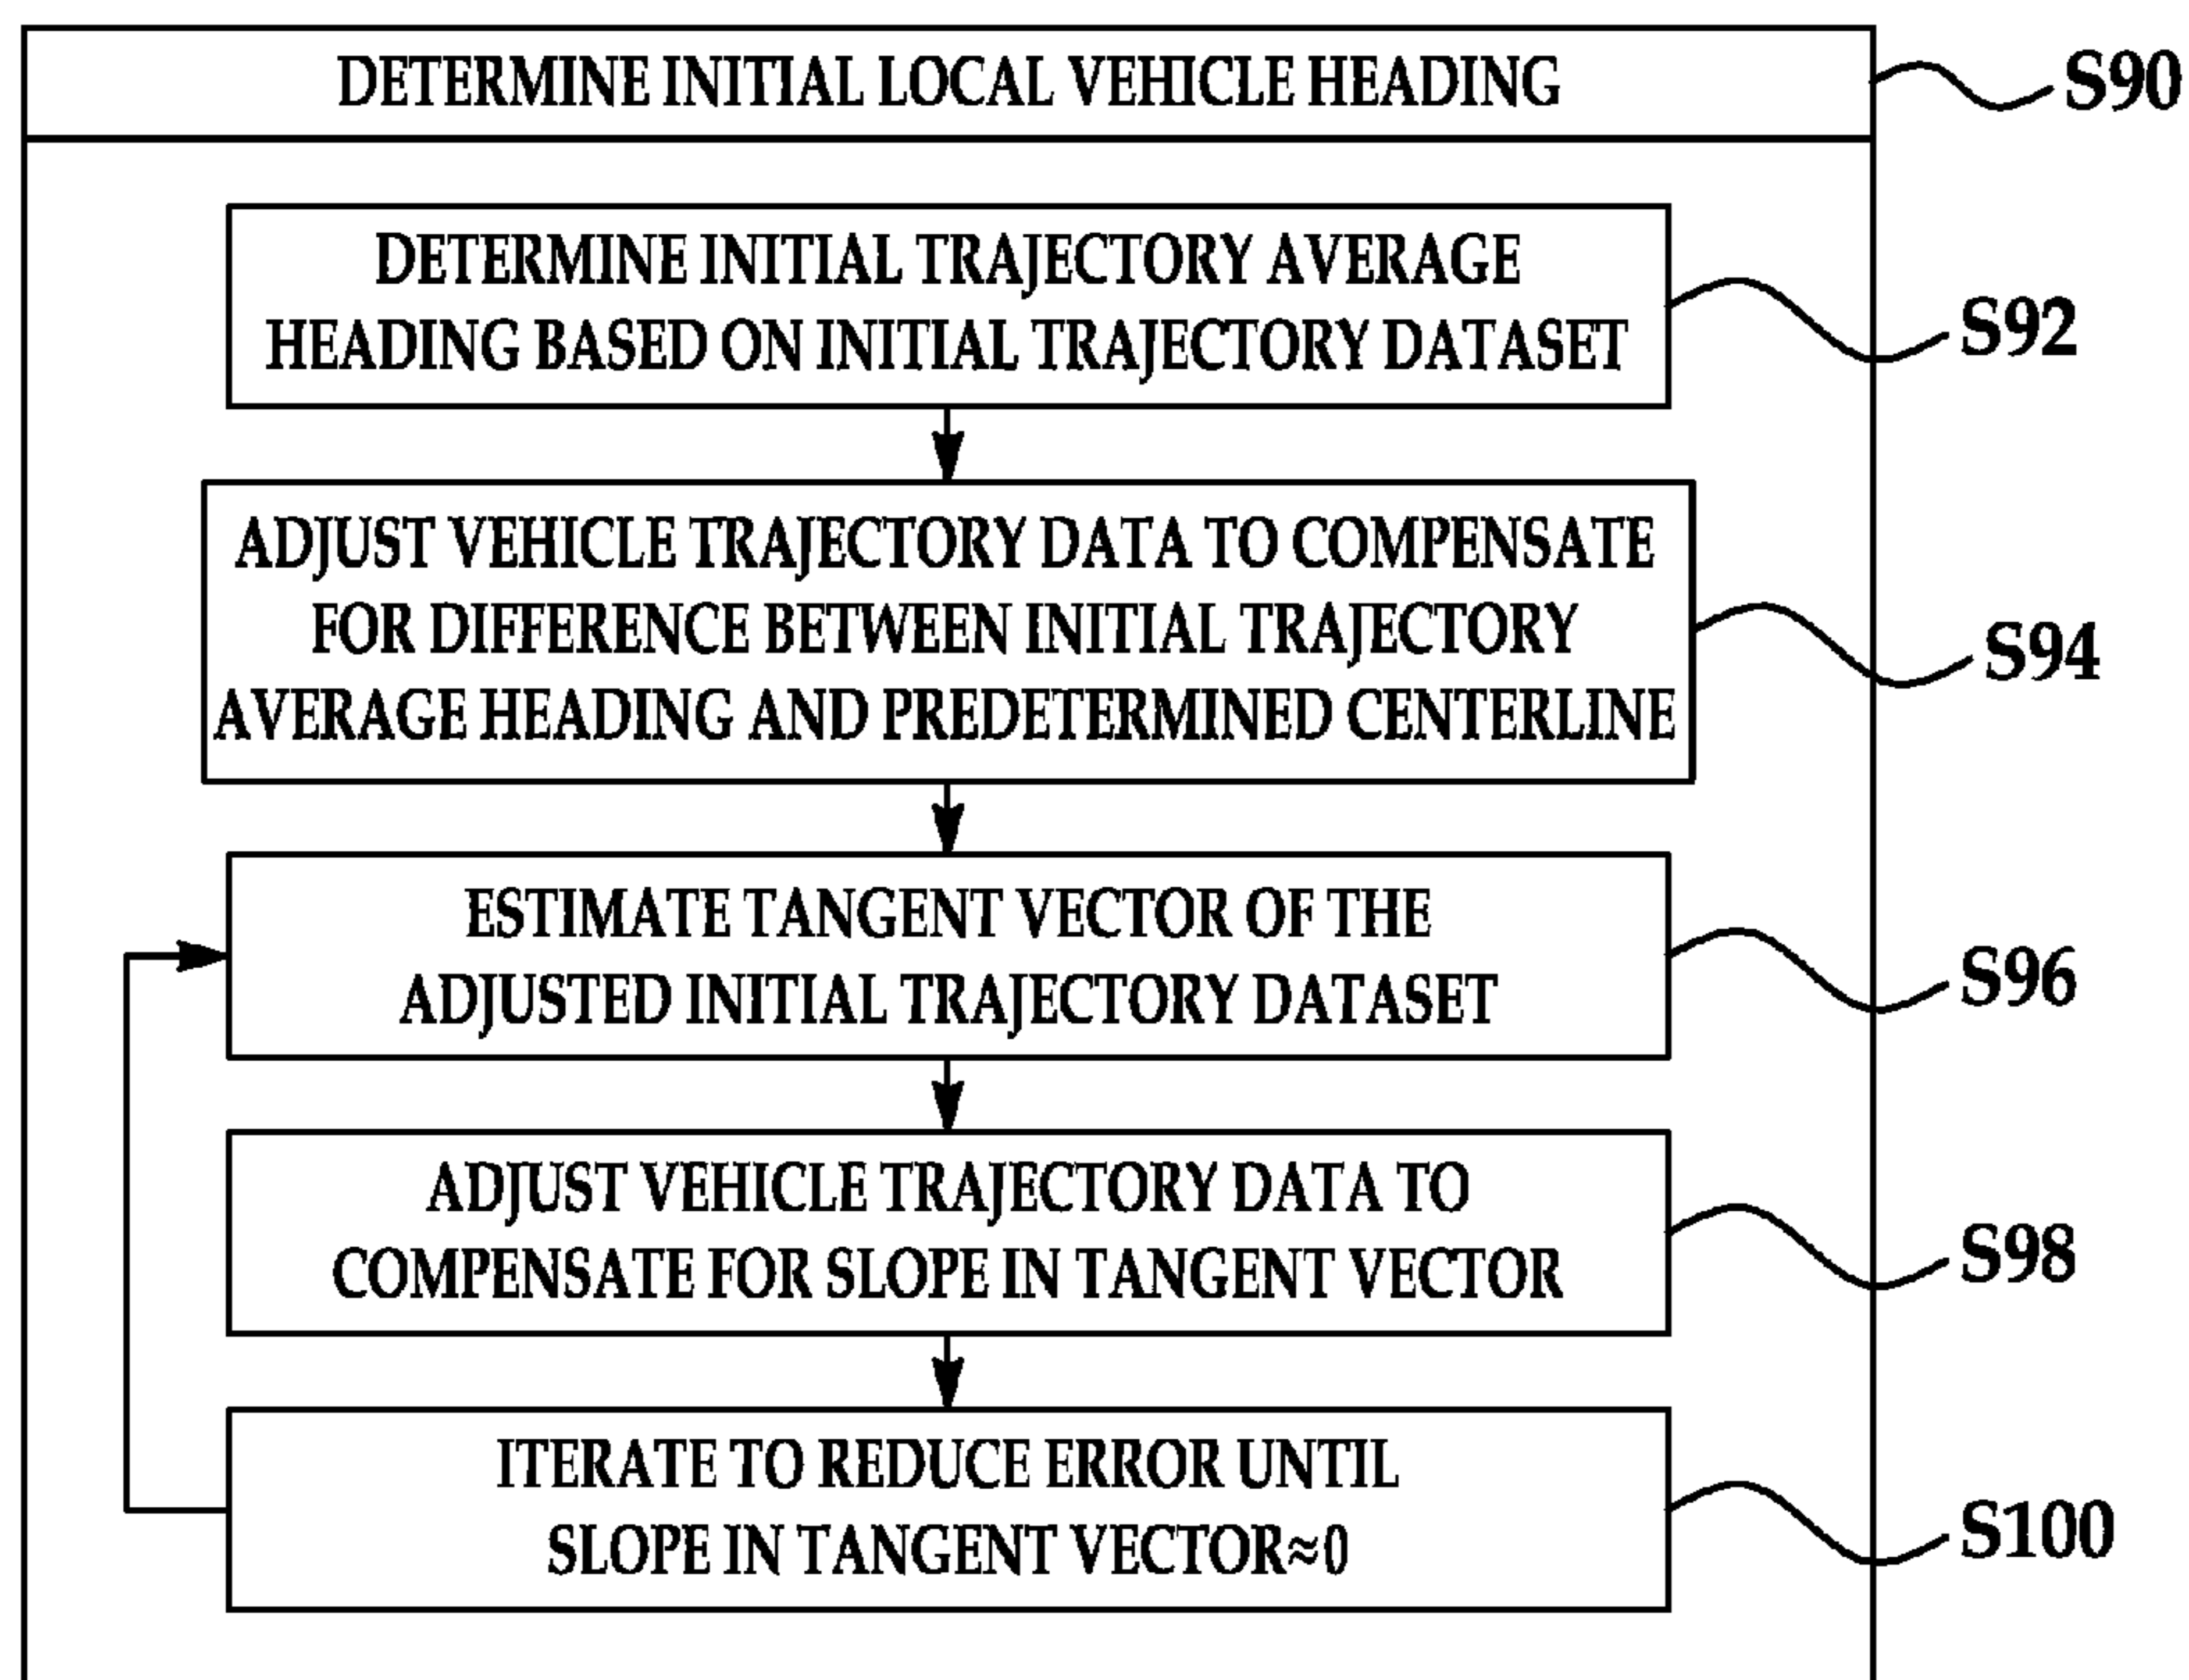 DETERMINE INITIAL LOCAL VEHICLE HEADING
S90
DETERMINE INITIAL TRAJECTORY AVERAGE
HEADING BASED ON INITIAL TRAJECTORY DATASET
S92
ADJUST VEHICLE TRAJECTORY DATA TO COMPENSATE
FOR DIFFERENCE BETWEEN INITIAL TRAJECTORY
AVERAGE HEADING AND PREDETERMINED CENTERLINE
S94
ESTIMATE TANGENT VECTOR OF THE
ADJUSTED INITIAL TRAJECTORY DATASET
S96
ADJUST VEHICLE TRAJECTORY DATA TO
COMPENSATE FOR SLOPE IN TANGENT VECTOR
S98
ITERATE TO REDUCE ERROR UNTIL
SLOPE IN TANGENT VECTOR≈0
S100